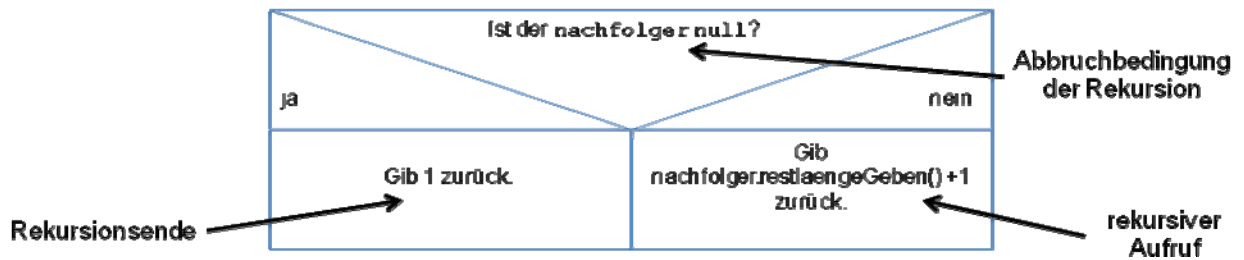 Ist der nachfolger null?
Abbruchbedingung
der Rekursion
ja
nein
Gib 1 zurück.
Gib
nachfolger.restlaengeGeben() +1
zurück.
Rekursionsende
rekursiver
Aufruf